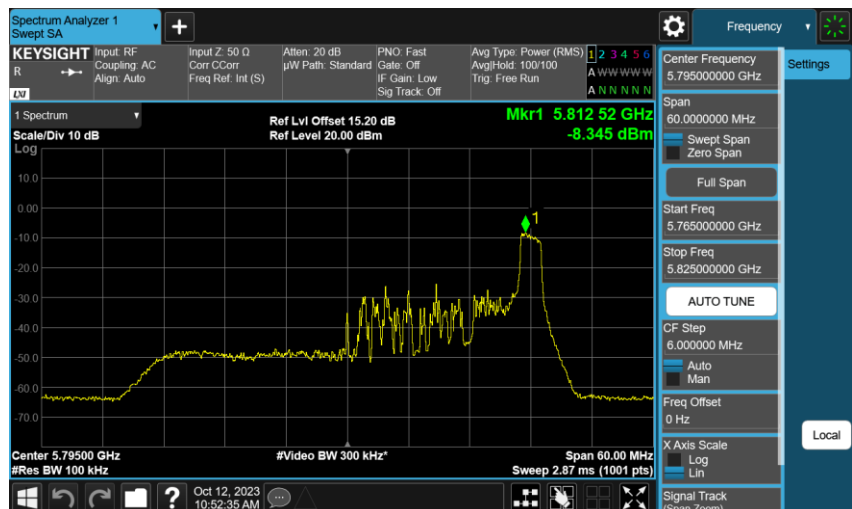 Spectrum Analyzer 1
Swept SA
+
Frequency
KEYSIGHT
R
LXI
Input: RF
Coupling: AC
Align: Auto
Input Z: 50 Ω
Corr CCorr
Freq Ref: Int (S)
Atten: 20 dB
µW Path: Standard
PNO: Fast
Gate: Off
IF Gain: Low
Sig Track: Off
Avg Type: Power (RMS)
Avg|Hold: 100/100
Trig: Free Run
1 2 3 4 5 6
A W W W W W
A N N N N N
1 Spectrum
Scale/Div 10 dB
Log
Ref Lvl Offset 15.20 dB
Ref Level 20.00 dBm
Mkr1 5.812 52 GHz
-8.345 dBm
10.0
0.00
-10.0
-20.0
-30.0
-40.0
-50.0
-60.0
-70.0
1
Center 5.79500 GHz
#Res BW 100 kHz
#Video BW 300 kHz*
Span 60.00 MHz
Sweep 2.87 ms (1001 pts)
?
Oct 12, 2023
10:52:35 AM
Center Frequency
5.795000000 GHz
Span
60.0000000 MHz
Swept Span
Zero Span
Full Span
Start Freq
5.765000000 GHz
Stop Freq
5.825000000 GHz
AUTO TUNE
CF Step
6.000000 MHz
Auto
Man
Freq Offset
0 Hz
X Axis Scale
Log
Lin
Signal Track
(Span Zoom)
Settings
Local